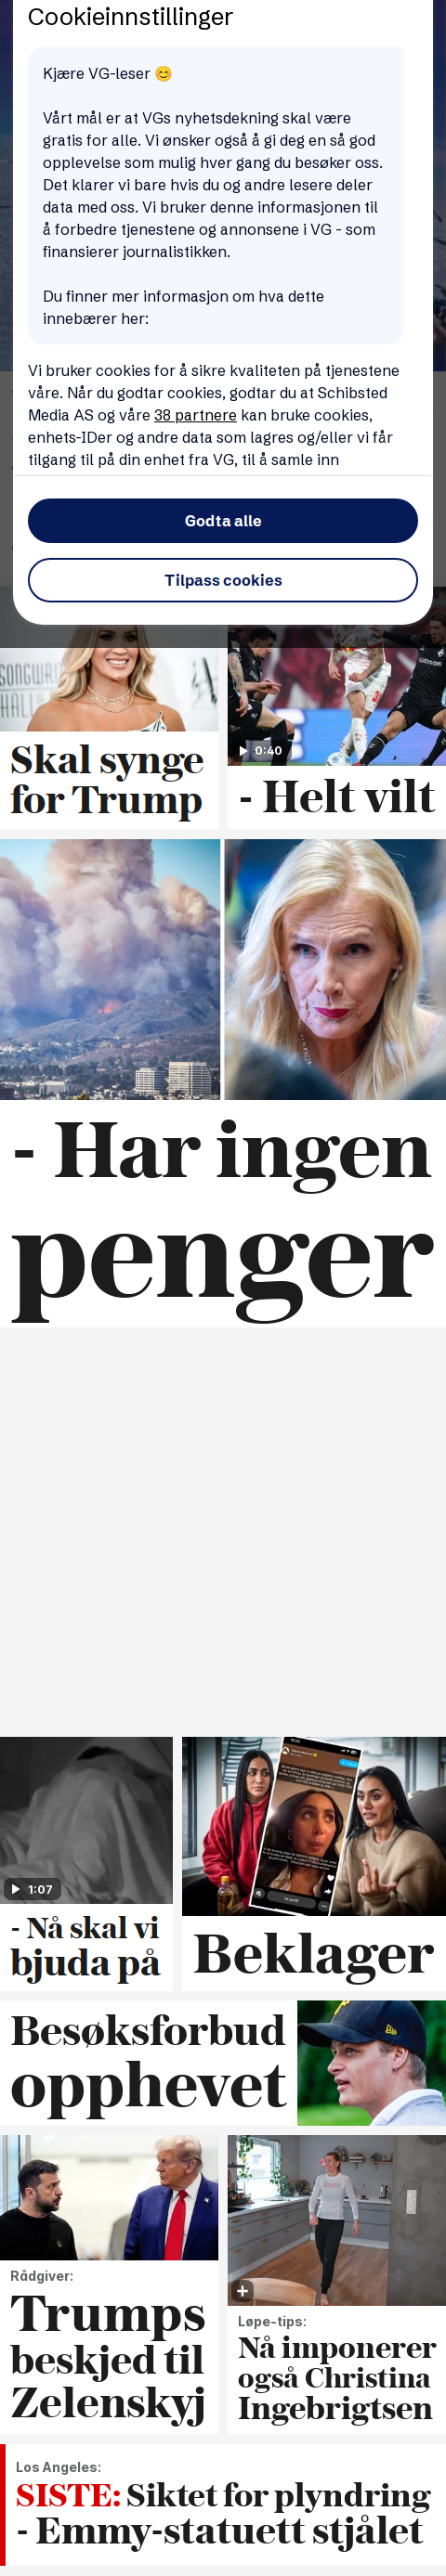 Cookieinnstillinger
Kjære VG-leser 😊
Vårt mål er at VGs nyhetsdekning skal være
gratis for alle. Vi ønsker også å gi deg en så god
opplevelse som mulig hver gang du besøker oss.
Det klarer vi bare hvis du og andre lesere deler
data med oss. Vi bruker denne informasjonen til
å forbedre tjenestene og annonsene i VG - som
finansierer journalistikken.
Du finner mer informasjon om hva dette
innebærer her:
Vi bruker cookies for å sikre kvaliteten på tjenestene
våre. Når du godtar cookies, godtar du at Schibsted
Media AS og våre 38 partnere kan bruke cookies,
enhets-IDer og andre data som lagres og/eller vi får
tilgang til på din enhet fra VG, til å samle inn
Godta alle
Tilpass cookies
SONGWR
HALL
0:40
Skal synge
for Trump
- Helt vilt
- Har ingen
penger
1:07
- Nå skal vi
bjuda på
Beklager
Besøksforbud
opphevet
Rådgiver:
Trumps
beskjed til
Zelenskyj
Løpe-tips:
Nå imponerer
også Christina
Ingebrigtsen
Los Angeles:
SISTE: Siktet for plyndring
- Emmy-statuett stjålet